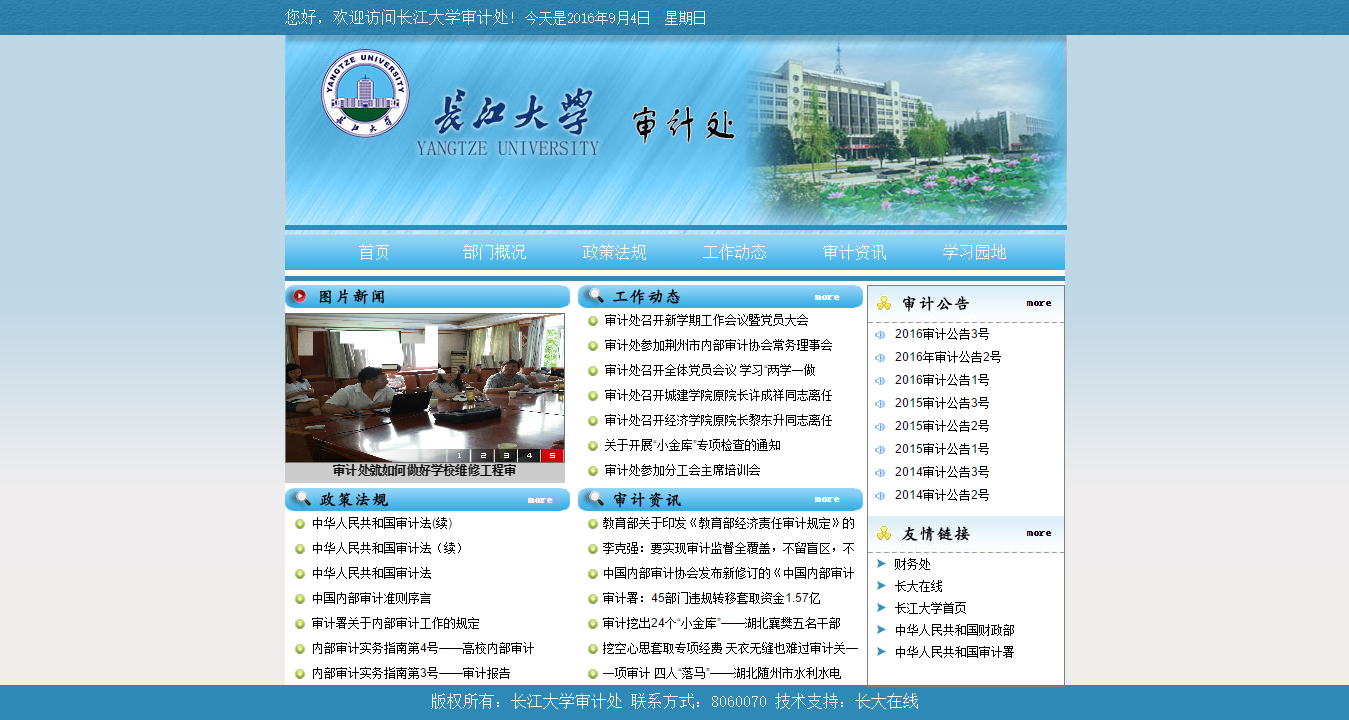 您好，欢迎访问长江大学审计处! 今天是2016年9月4日 星期日
YANGTZE UNIVERSITY
长江大学
長江大学 审计处
YANGTZE UNIVERSITY
首页 部门概况 政策法规 工作动态 审计资讯 学习园地
图片新闻
1 2 3 4 5
审计处就如何做好学校维修工程审
工作动态 more
审计处召开新学期工作会议暨党员大会
审计处参加荆州市内部审计协会常务理事会
审计处召开全体党员会议 学习“两学一做
审计处召开城建学院原院长许成祥同志离任
审计处召开经济学院原院长黎东升同志离任
关于开展“小金库”专项检查的通知
审计处参加分工会主席培训会
审计公告 more
2016审计公告3号
2016年审计公告2号
2016审计公告1号
2015审计公告3号
2015审计公告2号
2015审计公告1号
2014审计公告3号
2014审计公告2号
政策法规 more
中华人民共和国审计法(续)
中华人民共和国审计法（续）
中华人民共和国审计法
中国内部审计准则序言
审计署关于内部审计工作的规定
内部审计实务指南第4号——高校内部审计
内部审计实务指南第3号——审计报告
审计资讯 more
教育部关于印发《教育部经济责任审计规定》的
李克强：要实现审计监督全覆盖，不留盲区，不
中国内部审计协会发布新修订的《中国内部审计
审计署：45部门违规转移套取资金1.57亿
审计挖出24个“小金库”——湖北襄樊五名干部
挖空心思套取专项经费 天衣无缝也难过审计关—
一项审计 四人“落马”——湖北随州市水利水电
友情链接 more
财务处
长大在线
长江大学首页
中华人民共和国财政部
中华人民共和国审计署
版权所有：长江大学审计处 联系方式：8060070 技术支持：长大在线